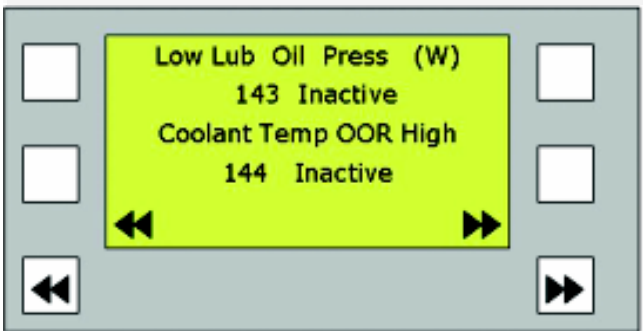 Low Lub Oil Press (W)
143 Inactive
Coolant Temp OOR High
144 Inactive